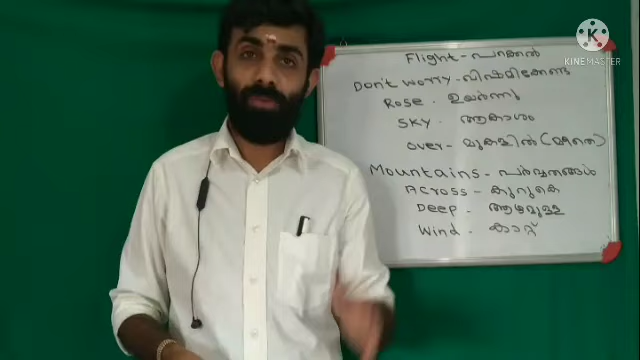 KINEMASTER
Flight - പറക്കൽ
Don't worry - വിഷമിക്കേണ്ട
Rose - ഉയർന്നു
SKY - ആകാശം
over - മുകളിൽ (മീതെ)
Mountains - പർവ്വതങ്ങൾ
Across - കുറുകെ
Deep - ആഴമുള്ള
Wind - കാറ്റ്